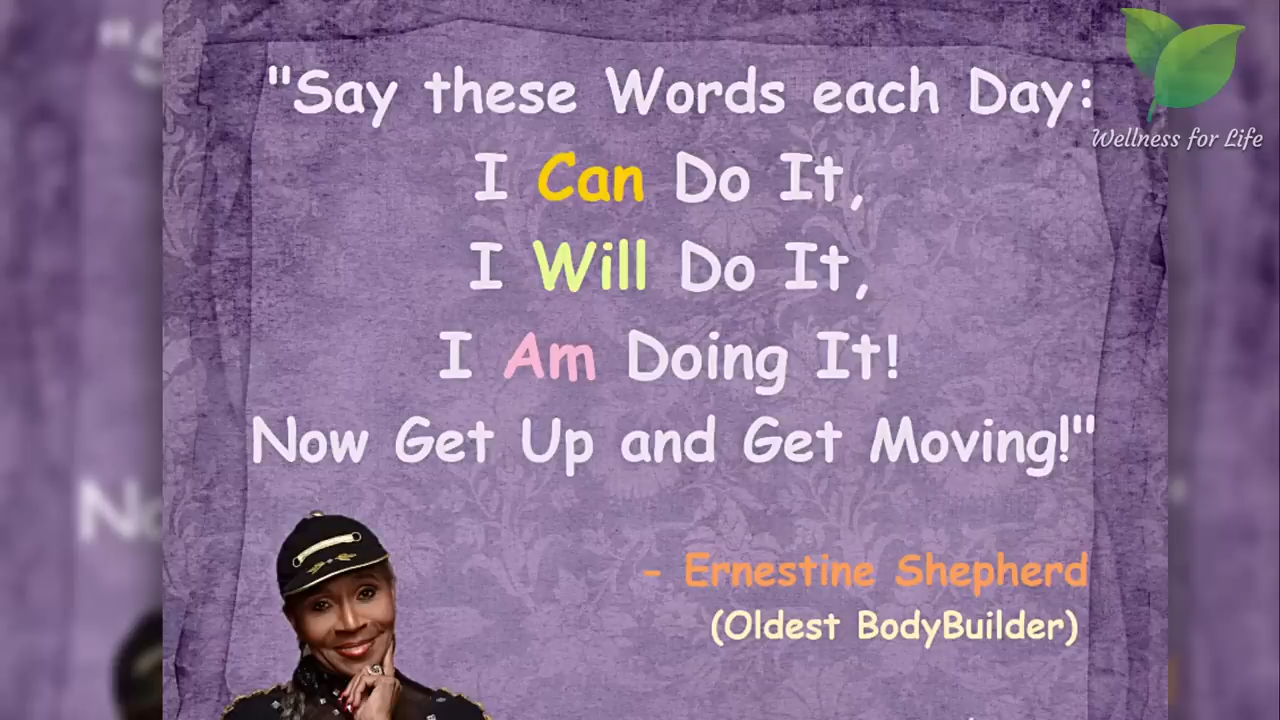 "Say these Words each Day:
I Can Do It,
I Will Do It,
I Am Doing It!
Now Get Up and Get Moving!"
- Ernestine Shepherd
(Oldest BodyBuilder)
Wellness for Life